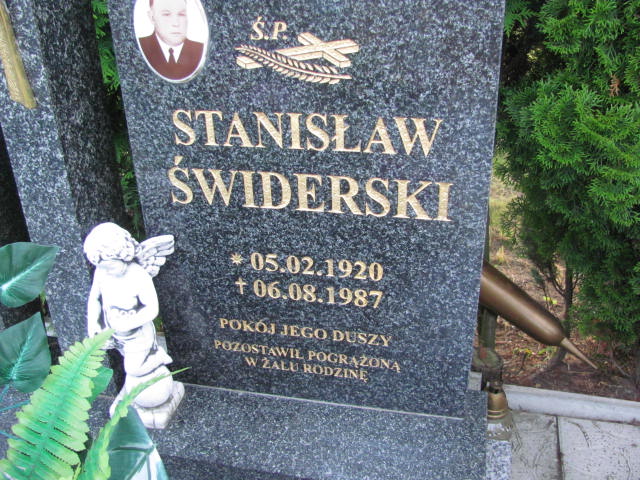 Ś.P.
STANISŁAW
ŚWIDERSKI
* 05.02.1920
† 06.08.1987
POKÓJ JEGO DUSZY
POZOSTAWIŁ POGRĄŻONĄ
W ŻALU RODZINĘ